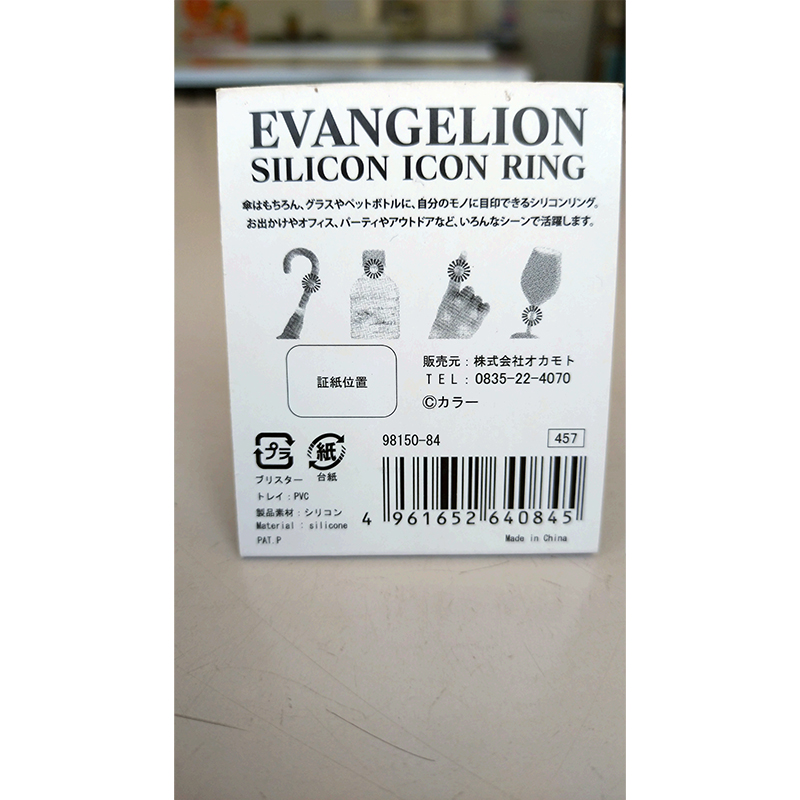 EVANGELION
SILICON ICON RING
傘はもちろん、グラスやペットボトルに、自分のモノに目印できるシリコンリング。
お出かけやオフィス、パーティやアウトドアなど、いろんなシーンで活躍します。
証紙位置
販売元：株式会社オカモト
TEL：0835-22-4070
©カラー
プラ
紙
ブリスター
台紙
トレイ：PVC
製品素材：シリコン
Material : silicone
PAT.P
98150-84
457
4 961652 640845
Made in China